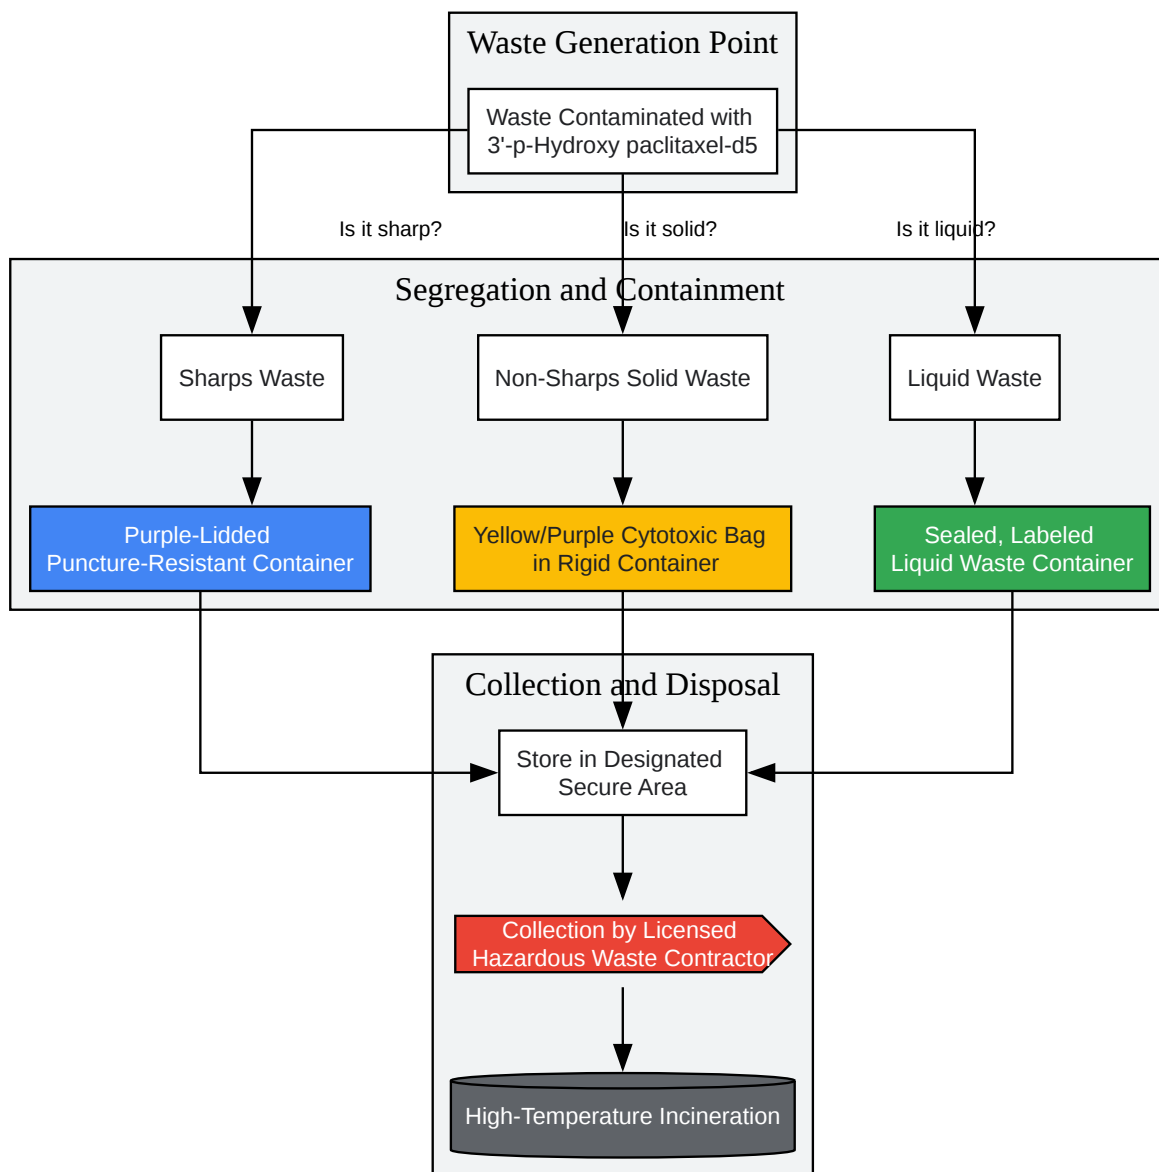 Waste Generation Point
Waste Contaminated with
3'-p-Hydroxy paclitaxel-d5
Is it sharp?
Is it solid?
Is it liquid?
Segregation and Containment
Sharps Waste
Non-Sharps Solid Waste
Liquid Waste
Purple-Lidded
Puncture-Resistant Container
Yellow/Purple Cytotoxic Bag
in Rigid Container
Sealed, Labeled
Liquid Waste Container
Collection and Disposal
Store in Designated
Secure Area
Collection by Licensed
Hazardous Waste Contractor
High-Temperature Incineration